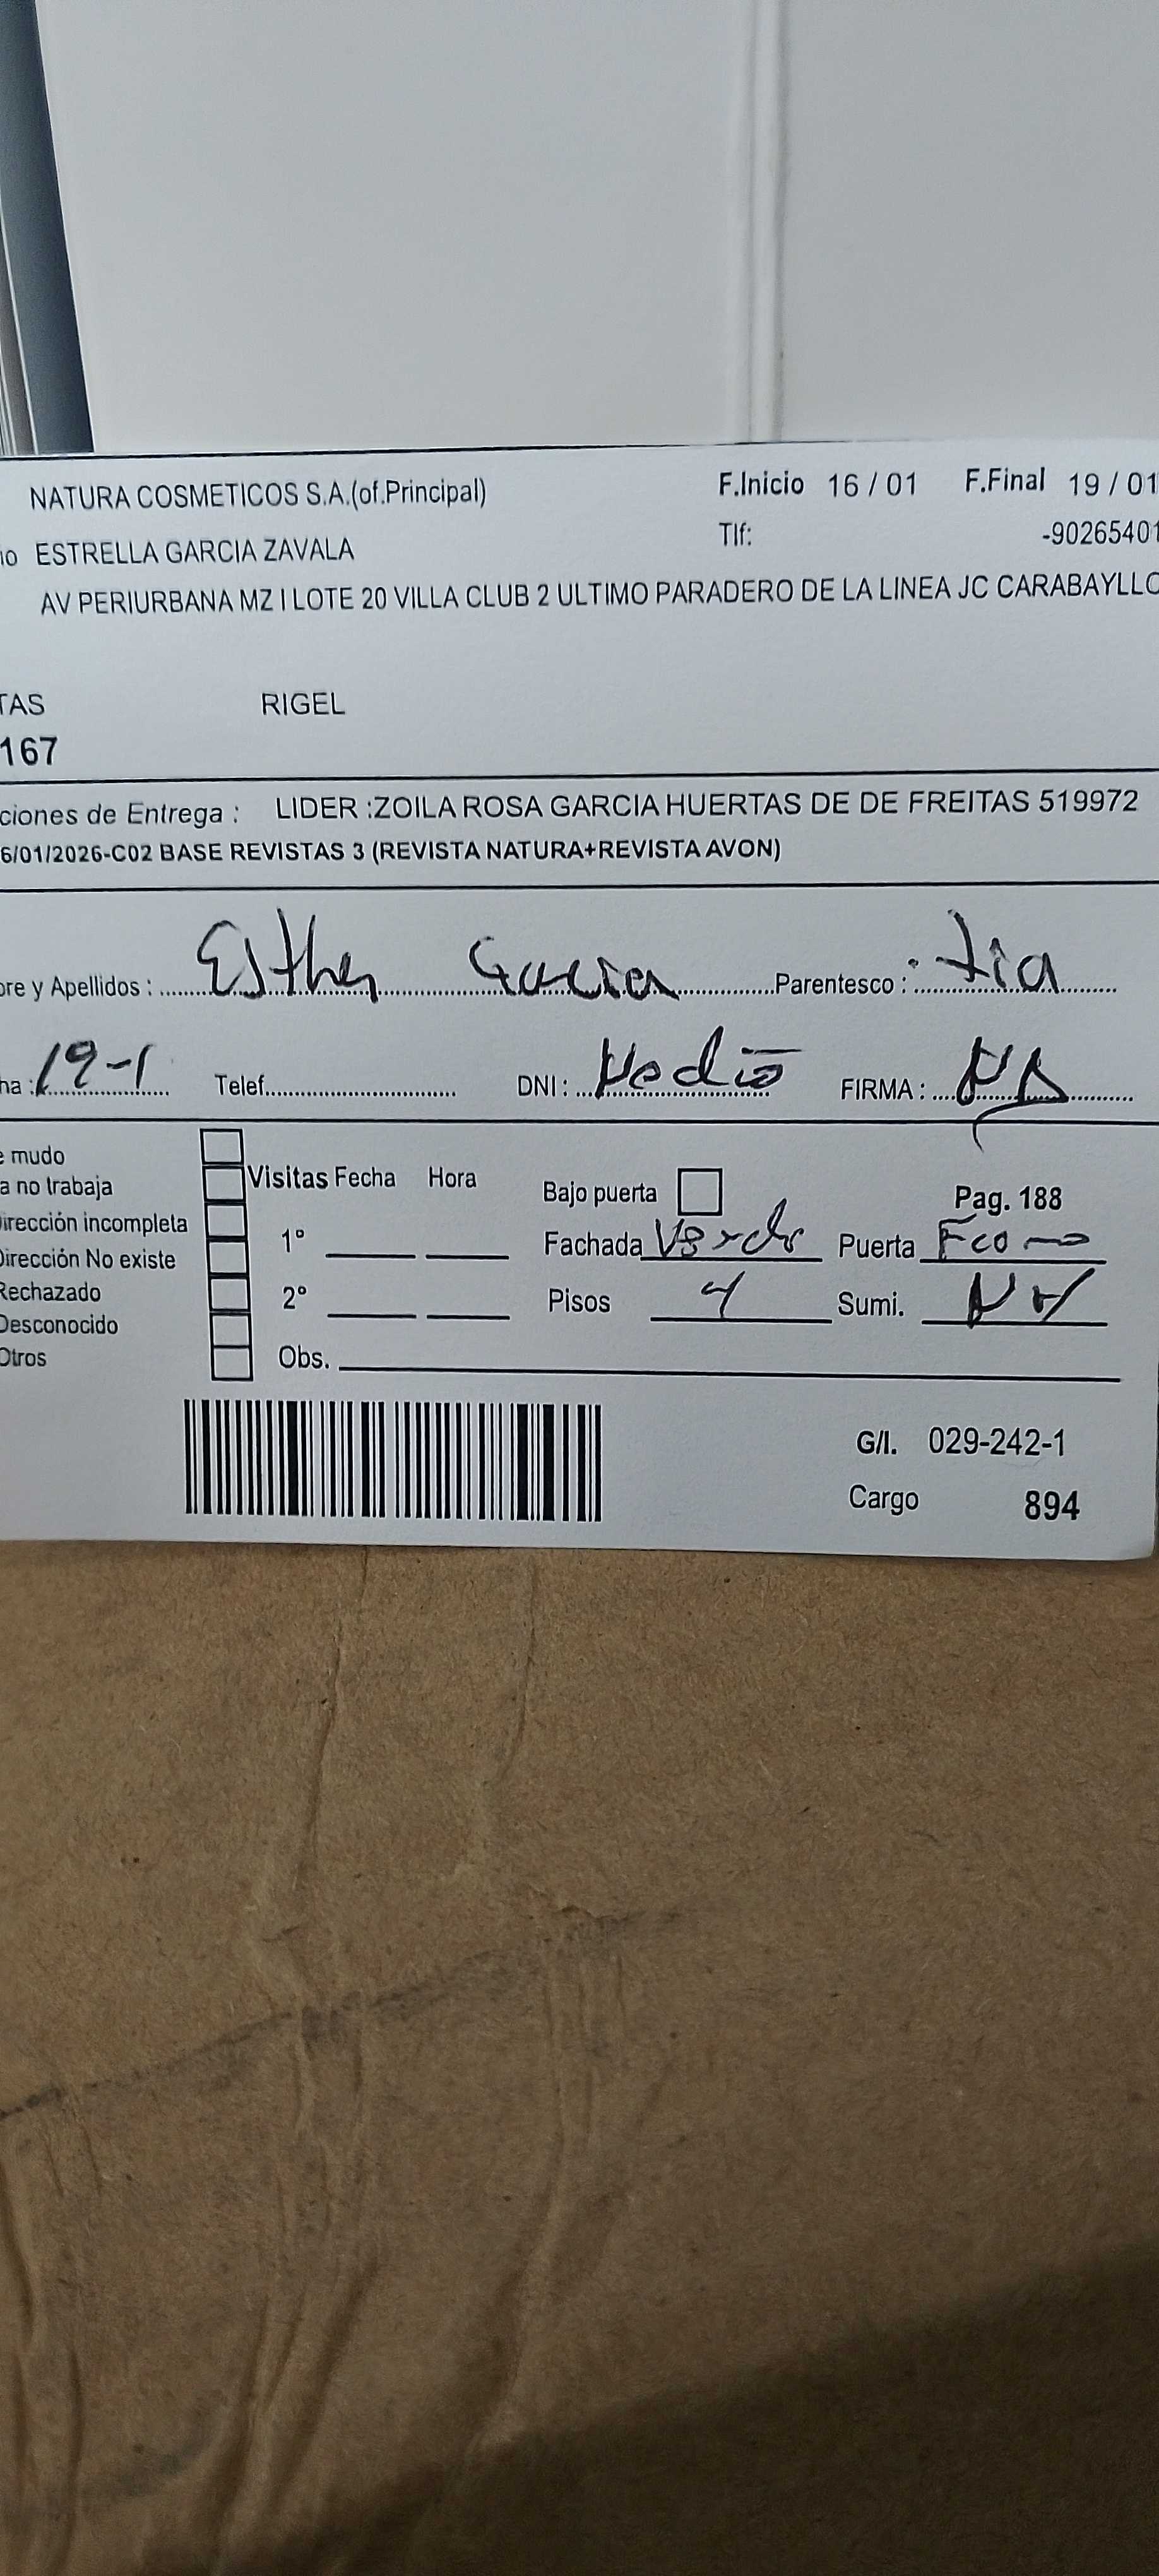 NATURA COSMETICOS S.A.(of.Principal) F.Inicio 16 / 01 F.Final 19 / 01
io ESTRELLA GARCIA ZAVALA Tlf: -90265401
AV PERIURBANA MZ I LOTE 20 VILLA CLUB 2 ULTIMO PARADERO DE LA LINEA JC CARABAYLLO
TAS RIGEL
167
ciones de Entrega : LIDER :ZOILA ROSA GARCIA HUERTAS DE DE FREITAS 519972
6/01/2026-C02 BASE REVISTAS 3 (REVISTA NATURA+REVISTA AVON)
ore y Apellidos : Esther Garcia Parentesco : tia
ha : 19-1 Telef. DNI : No dio FIRMA :
e mudo
a no trabaja Visitas Fecha Hora Bajo puerta Pag. 188
irección incompleta 1° Fachada Verde Puerta Fierro
Dirección No existe
Rechazado 2° Pisos 4 Sumi.
Desconocido
Otros Obs.
G/I. 029-242-1
Cargo 894